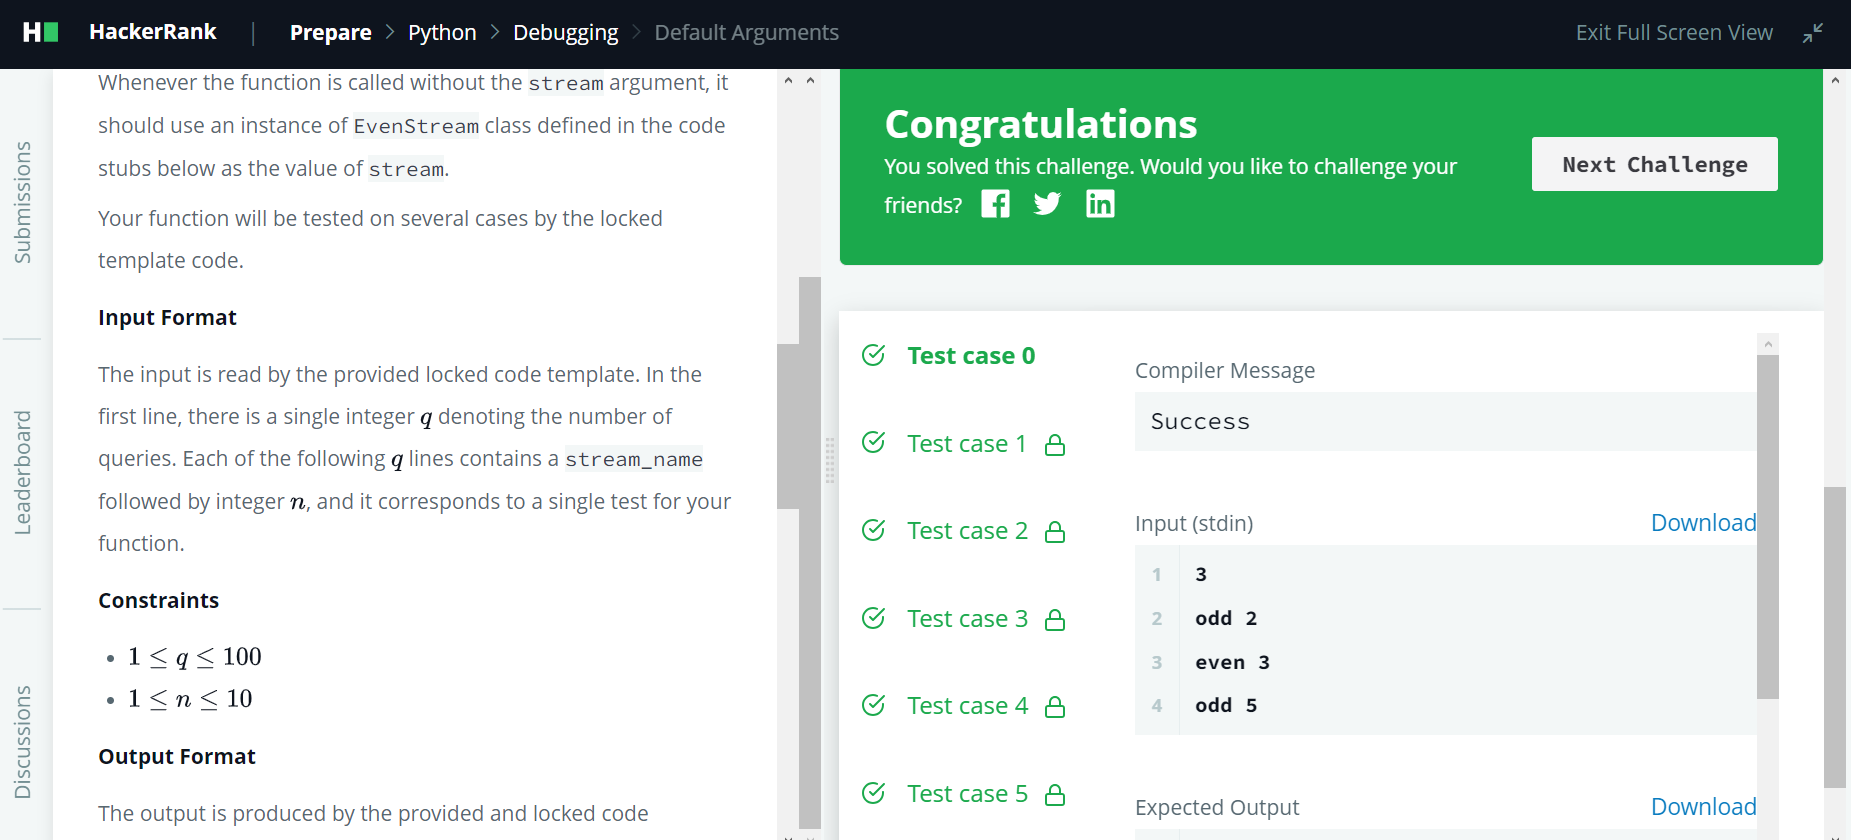 HackerRank | Prepare > Python > Debugging > Default Arguments
Exit Full Screen View
Submissions
Leaderboard
Discussions
Whenever the function is called without the stream argument, it
should use an instance of EvenStream class defined in the code
stubs below as the value of stream.
Your function will be tested on several cases by the locked
template code.
Input Format
The input is read by the provided locked code template. In the
first line, there is a single integer q denoting the number of
queries. Each of the following q lines contains a stream_name
followed by integer n, and it corresponds to a single test for your
function.
Constraints
• 1 ≤ q ≤ 100
• 1 ≤ n ≤ 10
Output Format
The output is produced by the provided and locked code
Congratulations
You solved this challenge. Would you like to challenge your
friends?
Next Challenge
Test case 0
Test case 1
Test case 2
Test case 3
Test case 4
Test case 5
Compiler Message
Success
Input (stdin)
Download
1 3
2 odd 2
3 even 3
4 odd 5
Expected Output
Download